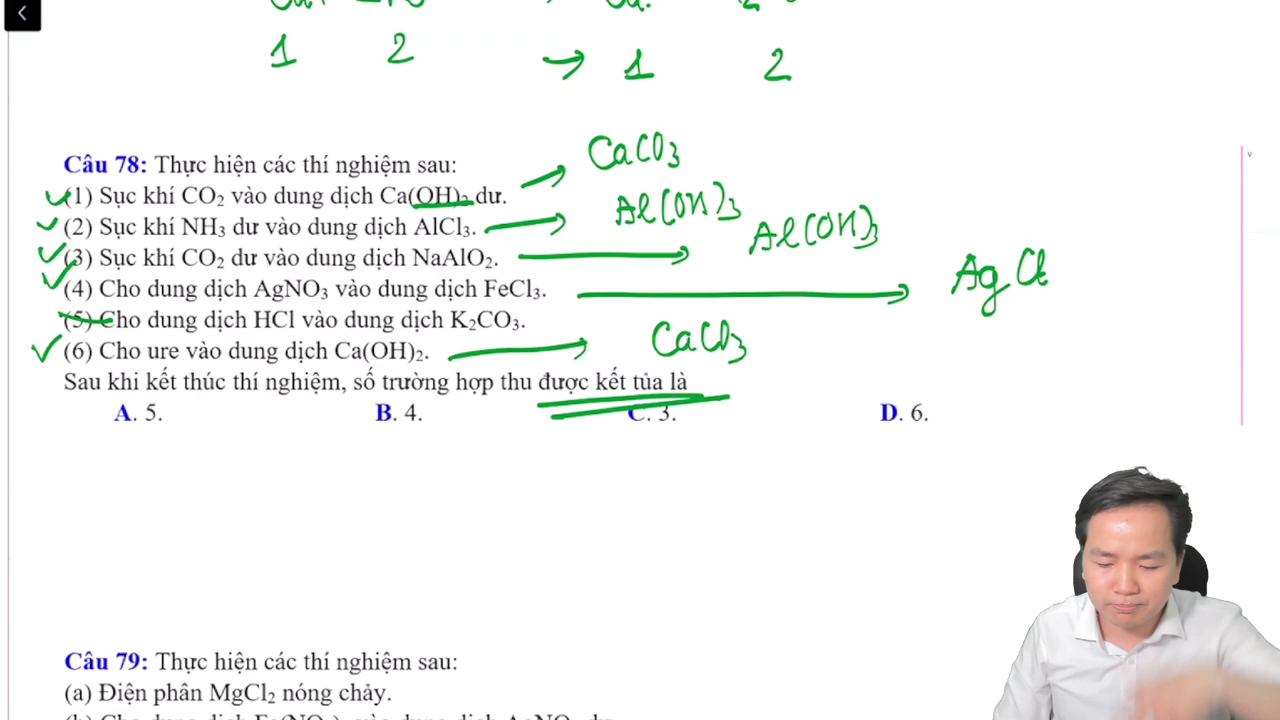 1 2 → 1 2
Câu 78: Thực hiện các thí nghiệm sau:
CaCO3
(1) Sục khí CO₂ vào dung dịch Ca(OH)₂ dư.
Al(OH)3
(2) Sục khí NH₃ dư vào dung dịch AlCl₃.
Al(OH)3
(3) Sục khí CO₂ dư vào dung dịch NaAlO₂.
AgCl
(4) Cho dung dịch AgNO₃ vào dung dịch FeCl₃.
(5) Cho dung dịch HCl vào dung dịch K₂CO₃.
CaCO3
(6) Cho ure vào dung dịch Ca(OH)₂.
Sau khi kết thúc thí nghiệm, số trường hợp thu được kết tủa là
A. 5. B. 4. C. 3. D. 6.
Câu 79: Thực hiện các thí nghiệm sau:
(a) Điện phân MgCl₂ nóng chảy.